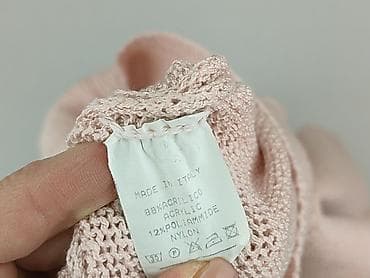 MADE IN ITALY
88%ACRILICO
ACRYLIC
12%POLIAMMIDE
NYLON